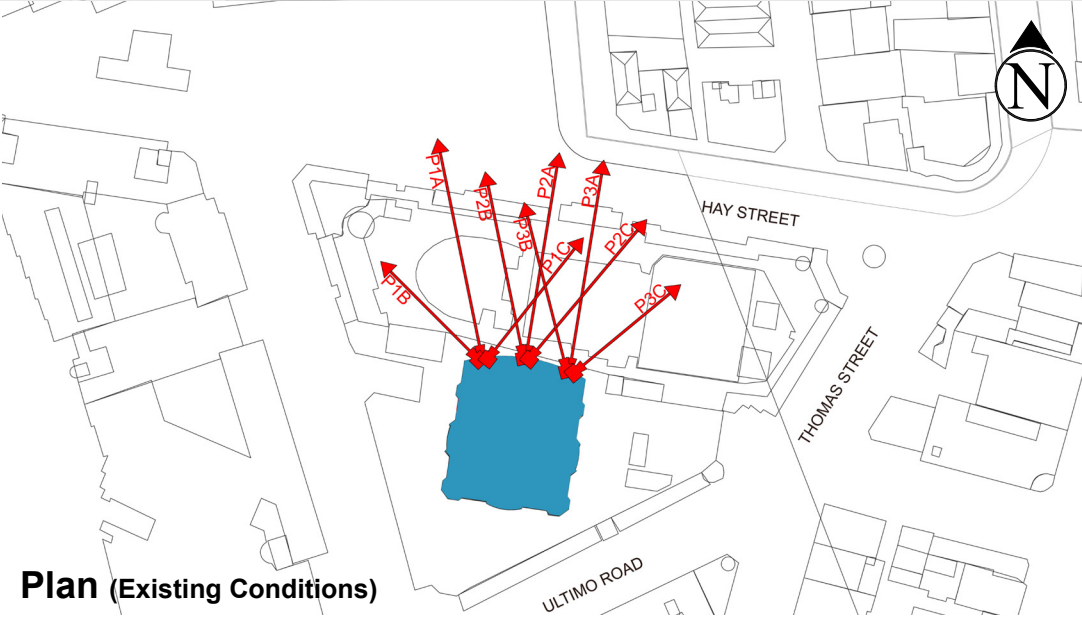 N
P1A
P2B
P2A
P3A
P3B
HAY STREET
P1C
P2C
P1B
P3C
THOMAS STREET
ULTIMO ROAD
Plan (Existing Conditions)